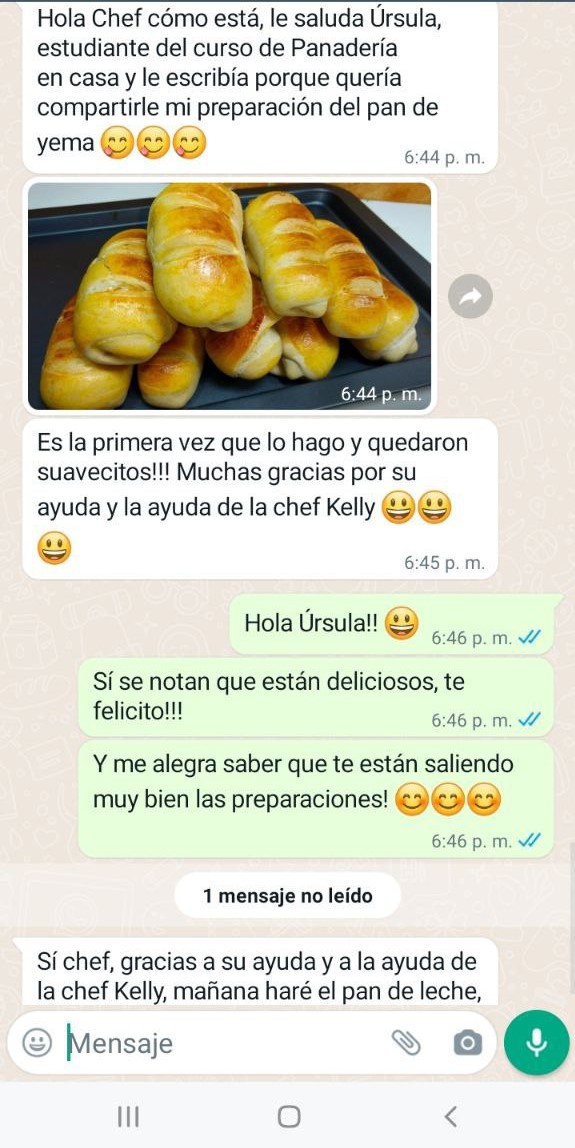 Hola Chef cómo está, le saluda Úrsula,
estudiante del curso de Panadería
en casa y le escribía porque quería
compartirle mi preparación del pan de
yema 😋😋😋
6:44 p. m.
6:44 p. m.
Es la primera vez que lo hago y quedaron
suavecitos!!! Muchas gracias por su
ayuda y la ayuda de la chef Kelly 😃😃
😃
6:45 p. m.
Hola Úrsula!! 😃
6:46 p. m.
Sí se notan que están deliciosos, te
felicito!!!
6:46 p. m.
Y me alegra saber que te están saliendo
muy bien las preparaciones! 😊😊😊
6:46 p. m.
1 mensaje no leído
Sí chef, gracias a su ayuda y a la ayuda de
la chef Kelly, mañana haré el pan de leche,
Mensaje